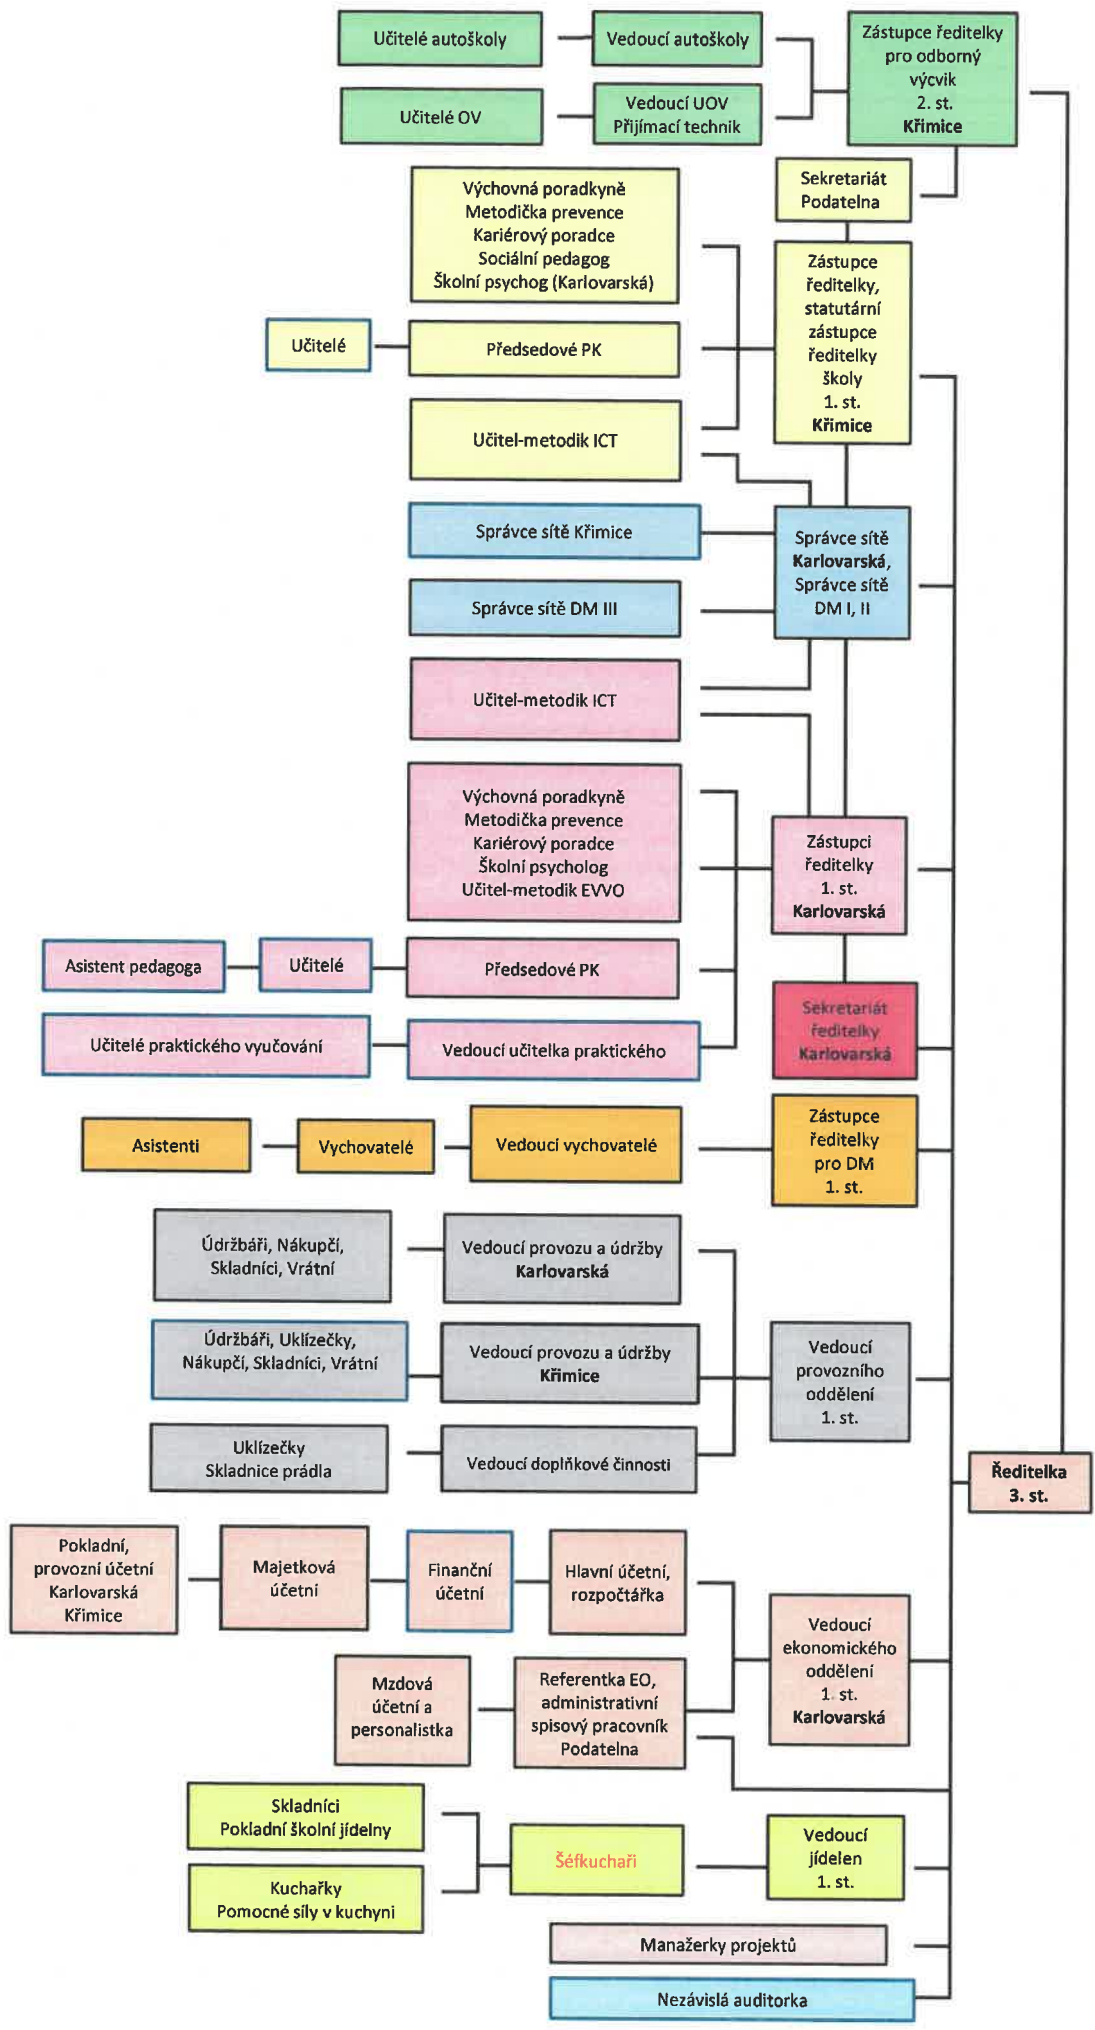 Učitelé autoškoly
Vedoucí autoškoly
Zástupce ředitelky
pro odborný
výcvik
2. st.
Křimice
Učitelé OV
Vedoucí UOV
Přijímací technik
Sekretariát
Podatelna
Výchovná poradkyně
Metodička prevence
Kariérový poradce
Sociální pedagog
Školní psychog (Karlovarská)
Zástupce
ředitelky,
statutární
zástupce
ředitelky
školy
1. st.
Křimice
Učitelé
Předsedové PK
Učitel-metodik ICT
Správce sítě Křimice
Správce sítě
Karlovarská,
Správce sítě
DM I, II
Správce sítě DM III
Učitel-metodik ICT
Výchovná poradkyně
Metodička prevence
Kariérový poradce
Školní psycholog
Učitel-metodik EVVO
Zástupci
ředitelky
1. st.
Karlovarská
Asistent pedagoga
Učitelé
Předsedové PK
Sekretariát
ředitelky
Karlovarská
Učitelé praktického vyučování
Vedoucí učitelka praktického
Asistenti
Vychovatelé
Vedoucí vychovatelé
Zástupce
ředitelky
pro DM
1. st.
Údržbáři, Nákupčí,
Skladníci, Vrátní
Vedoucí provozu a údržby
Karlovarská
Údržbáři, Uklízečky,
Nákupčí, Skladníci, Vrátní
Vedoucí provozu a údržby
Křimice
Vedoucí
provozního
oddělení
1. st.
Uklízečky
Skladnice prádla
Vedoucí doplňkové činnosti
Ředitelka
3. st.
Pokladní,
provozní účetní
Karlovarská
Křimice
Majetková
účetní
Finanční
účetní
Hlavní účetní,
rozpočtářka
Vedoucí
ekonomického
oddělení
1. st.
Karlovarská
Mzdová
účetní a
personalistka
Referentka EO,
administrativní
spisový pracovník
Podatelna
Skladníci
Pokladní školní jídelny
Šéfkuchaři
Vedoucí
jídelen
1. st.
Kuchařky
Pomocné síly v kuchyni
Manažerky projektů
Nezávislá auditorka